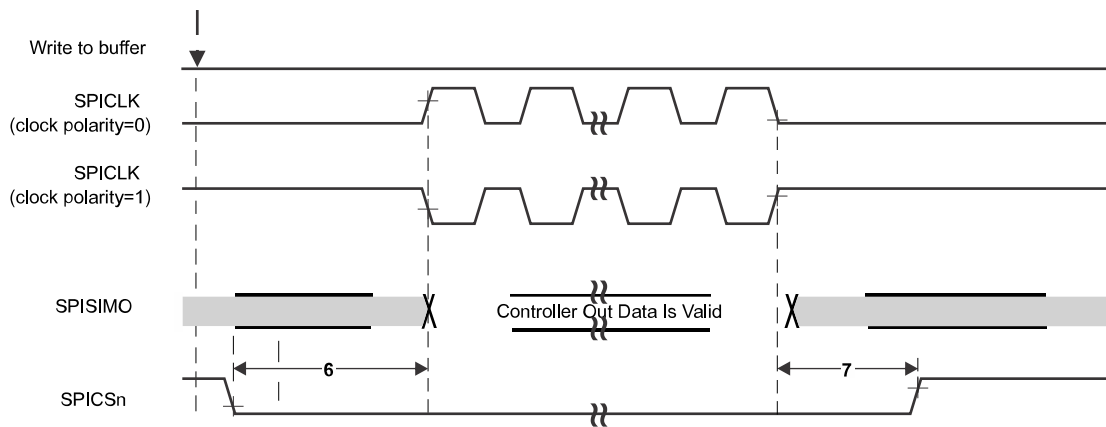 Write to buffer
SPICLK
(clock polarity=0)
SPICLK
(clock polarity=1)
SPISIMO
Controller Out Data Is Valid
6
7
SPICSn